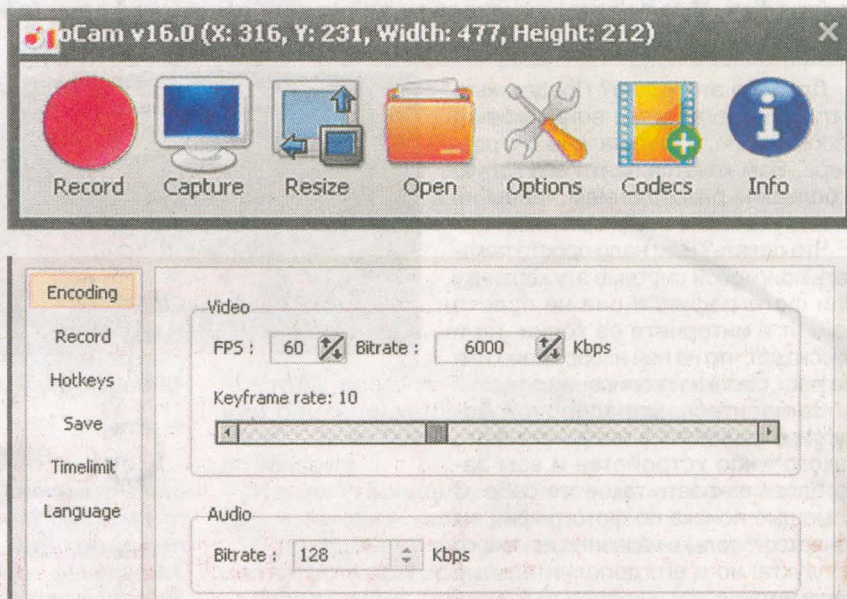 oCam v16.0 (X: 316, Y: 231, Width: 477, Height: 212)
Record Capture Resize Open Options Codecs Info
Encoding
Record
Hotkeys
Save
Timelimit
Language
Video
FPS : 60 Bitrate : 6000 Kbps
Keyframe rate: 10
Audio
Bitrate : 128 Kbps